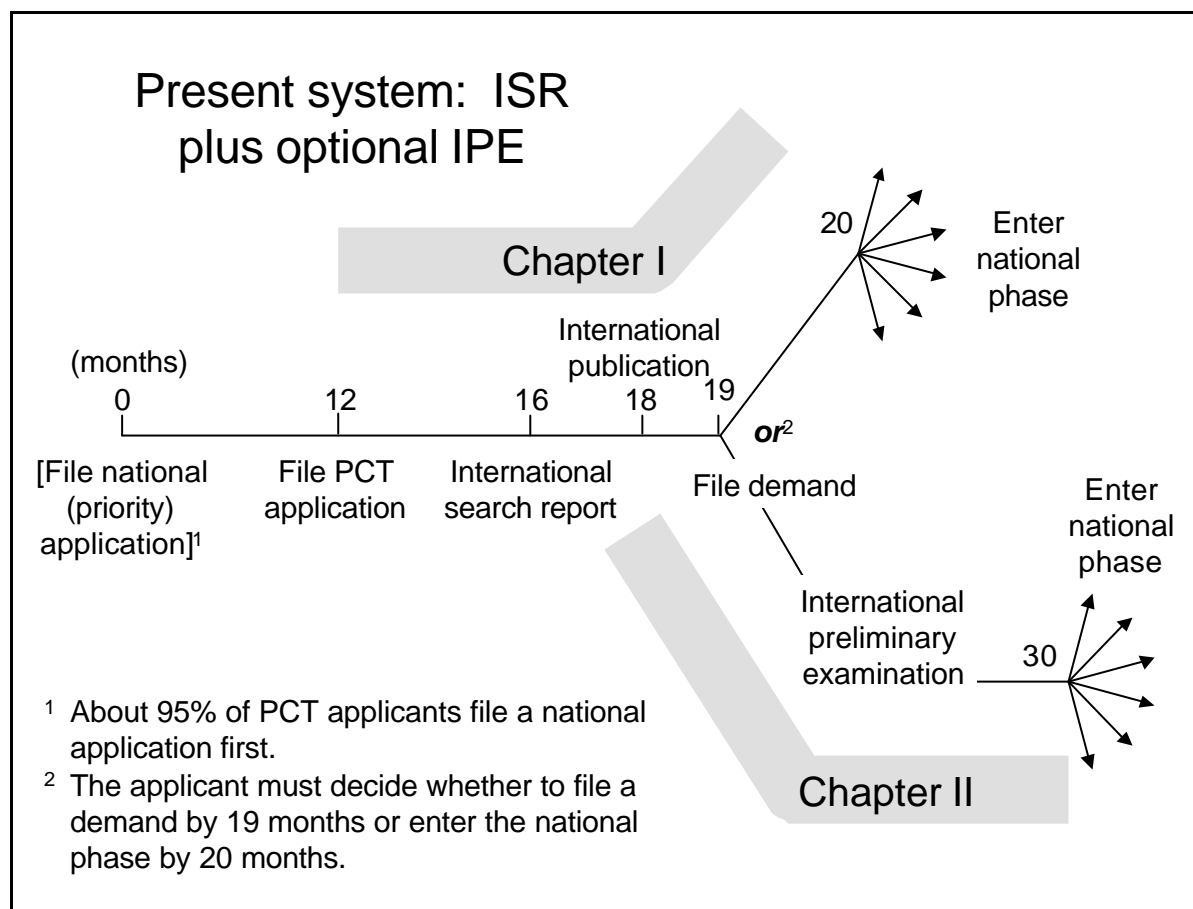 Present system: ISR
plus optional IPE
Chapter I
20
Enter
national
phase
International
publication
(months)
0
12
16
18
19
or²
[File national
(priority)
application]¹
File PCT
application
International
search report
File demand
Enter
national
phase
International
preliminary
examination
30
Chapter II
¹ About 95% of PCT applicants file a national
application first.
² The applicant must decide whether to file a
demand by 19 months or enter the national
phase by 20 months.